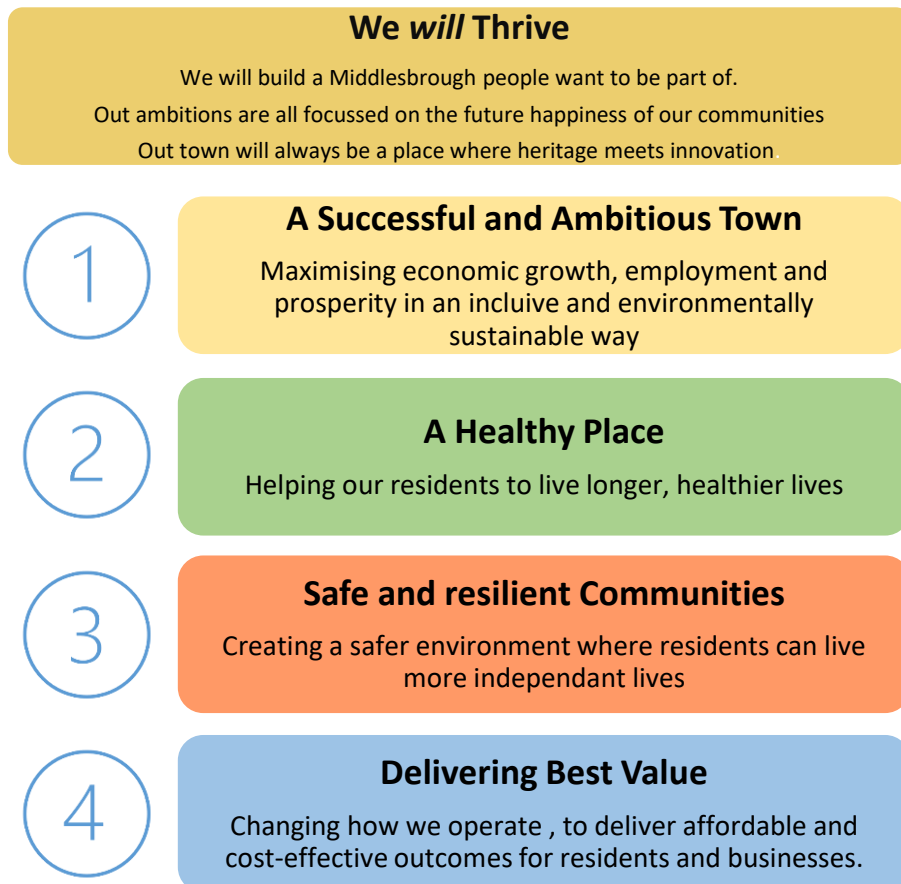 We will Thrive
We will build a Middlesbrough people want to be part of.
Out ambitions are all focussed on the future happiness of our communities
Out town will always be a place where heritage meets innovation.
1
A Successful and Ambitious Town
Maximising economic growth, employment and
prosperity in an incluive and environmentally
sustainable way
2
A Healthy Place
Helping our residents to live longer, healthier lives
3
Safe and resilient Communities
Creating a safer environment where residents can live
more independant lives
4
Delivering Best Value
Changing how we operate , to deliver affordable and
cost-effective outcomes for residents and businesses.